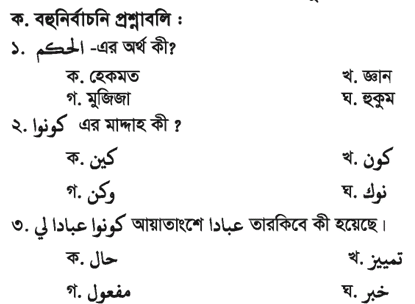 ক. বহুনির্বাচনি প্রশ্নাবলি :
১. الحكم -এর অর্থ কী?
ক. হেকমত খ. জ্ঞান
গ. মুজিজা ঘ. হুকুম
২. كونوا এর মাদ্দাহ কী ?
ক. كين খ. كون
গ. وكن ঘ. نوك
৩. كونوا عبادا لي আয়াতাংশে عبادا তারকিবে কী হয়েছে।
ক. حال খ. تمييز
গ. مفعول ঘ. خبر